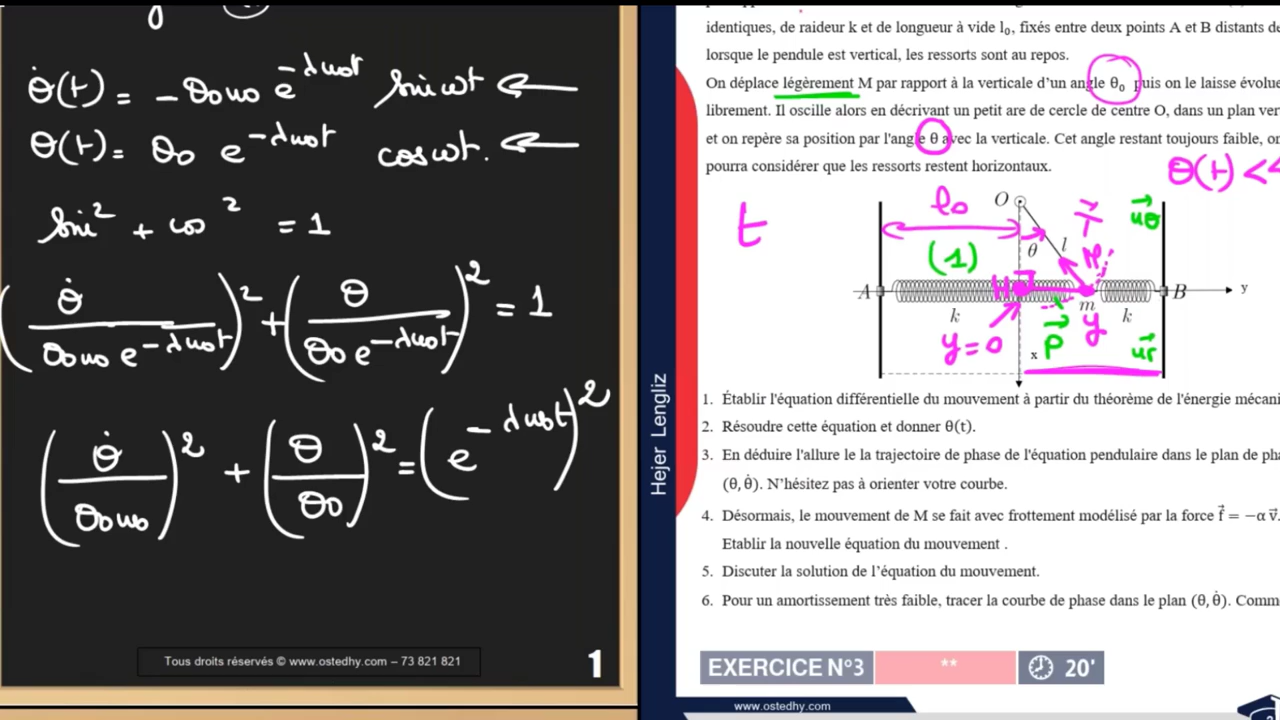 θ̇(t) = - θ0 ω0 e^-λω0t sin ωt
θ(t) = θ0 e^-λω0t cos ωt.
sin² + cos² = 1
(θ̇ / θ0 ω0 e^-λω0t)² + (θ / θ0 e^-λω0t)² = 1
(θ̇ / θ0 ω0)² + (θ / θ0)² = (e^-λω0t)²
Tous droits réservés © www.ostedhy.com – 73 821 821
1
Hejer Lengliz
identiques, de raideur k et de longueur à vide l₀, fixés entre deux points A et B distants de
lorsque le pendule est vertical, les ressorts sont au repos.
On déplace légèrement M par rapport à la verticale d’un angle θ₀ puis on le laisse évolue
librement. Il oscille alors en décrivant un petit are de cercle de centre O, dans un plan ver
et on repère sa position par l'angle θ avec la verticale. Cet angle restant toujours faible, on
pourra considérer que les ressorts restent horizontaux.
θ(t) <<
t
l0
O
T
uθ
(1)
θ
l
M
H
A
B
y
k
m
k
y=0
x
P
y
ur
1. Établir l'équation différentielle du mouvement à partir du théorème de l'énergie mécani
2. Résoudre cette équation et donner θ(t).
3. En déduire l'allure le la trajectoire de phase de l'équation pendulaire dans le plan de pha
(θ, θ̇). N’hésitez pas à orienter votre courbe.
4. Désormais, le mouvement de M se fait avec frottement modélisé par la force f⃗ = −α v⃗.
Etablir la nouvelle équation du mouvement .
5. Discuter la solution de l’équation du mouvement.
6. Pour un amortissement très faible, tracer la courbe de phase dans le plan (θ, θ̇). Comm
EXERCICE N°3
**
20'
www.ostedhy.com